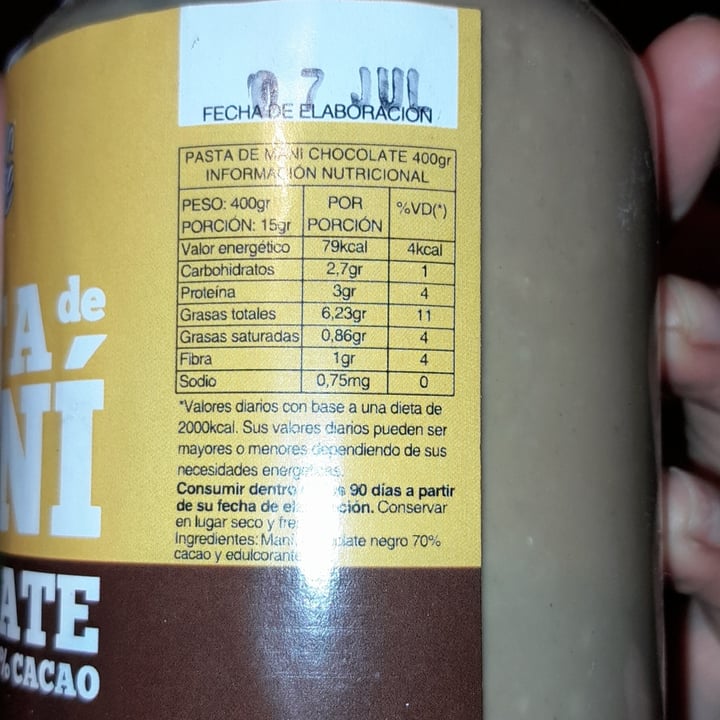 07 JUL
FECHA DE ELABORACIÓN
PASTA DE MANI CHOCOLATE 400gr
INFORMACIÓN NUTRICIONAL
PESO: 400gr
PORCIÓN: 15gr
POR
PORCIÓN
%VD(*)
Valor energético 79kcal 4kcal
Carbohidratos 2,7gr 1
Proteína 3gr 4
Grasas totales 6,23gr 11
Grasas saturadas 0,86gr 4
Fibra 1gr 4
Sodio 0,75mg 0
*Valores diarios con base a una dieta de
2000kcal. Sus valores diarios pueden ser
mayores o menores dependiendo de sus
necesidades
Consumir dentro 90 días a partir
de su fecha de Conservar
en lugar seco y
Ingredientes: negro 70%
cacao y edulcorante
de
NÍ
ATE
% CACAO